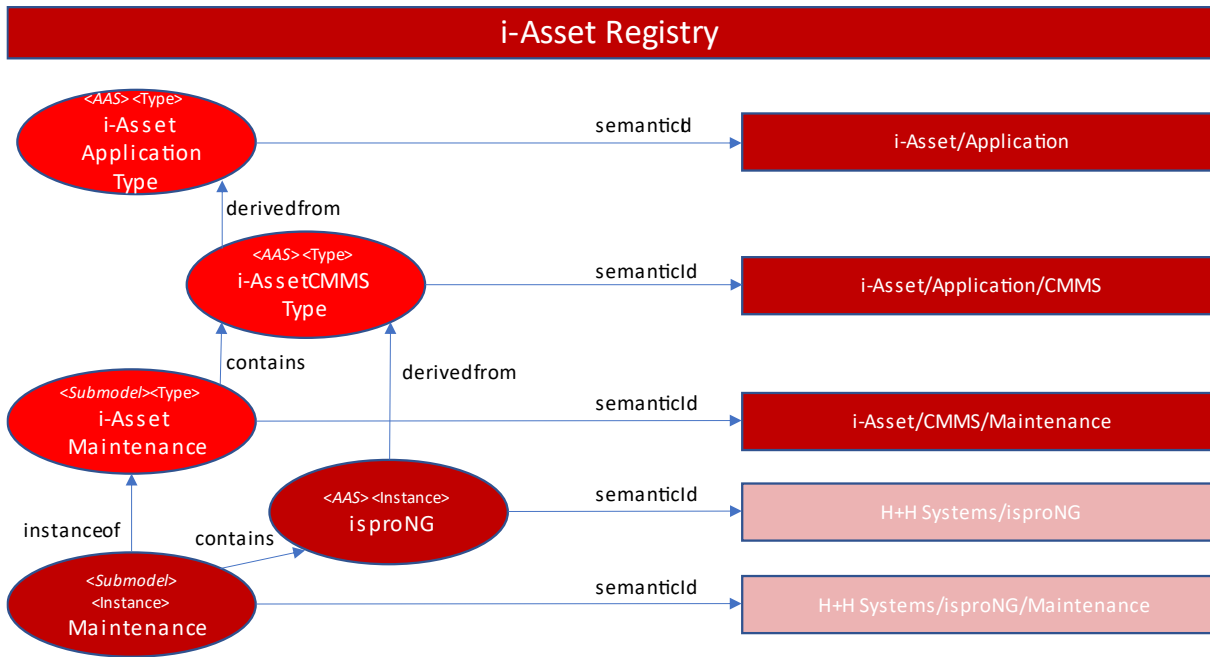 i-Asset Registry
<AAS> <Type>
i-Asset
Application
Type
semanticId
i-Asset/Application
derivedfrom
<AAS> <Type>
i-AssetCMMS
Type
semanticId
i-Asset/Application/CMMS
contains
derivedfrom
<Submodel><Type>
i-Asset
Maintenance
semanticId
i-Asset/CMMS/Maintenance
<AAS> <Instance>
isproNG
semanticId
H+H Systems/isproNG
instanceof
contains
<Submodel>
<Instance>
Maintenance
semanticId
H+H Systems/isproNG/Maintenance